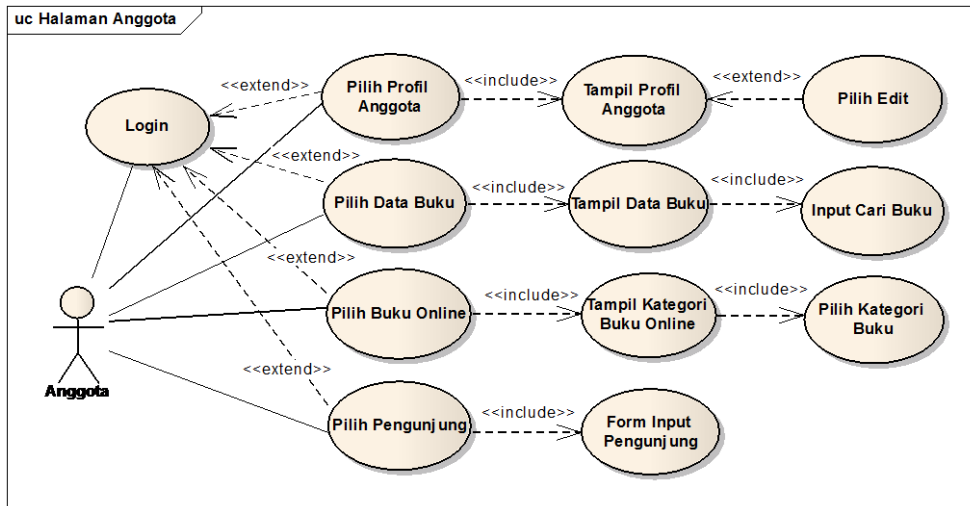 uc Halaman Anggota
Login
<<extend>>
Pilih Profil
Anggota
<<include>>
Tampil Profil
Anggota
<<extend>>
Pilih Edit
<<extend>>
Pilih Data Buku
<<include>>
Tampil Data Buku
<<include>>
Input Cari Buku
<<extend>>
Pilih Buku Online
<<include>>
Tampil Kategori
Buku Online
<<include>>
Pilih Kategori
Buku
Anggota
<<extend>>
Pilih Pengunjung
<<include>>
Form Input
Pengunjung